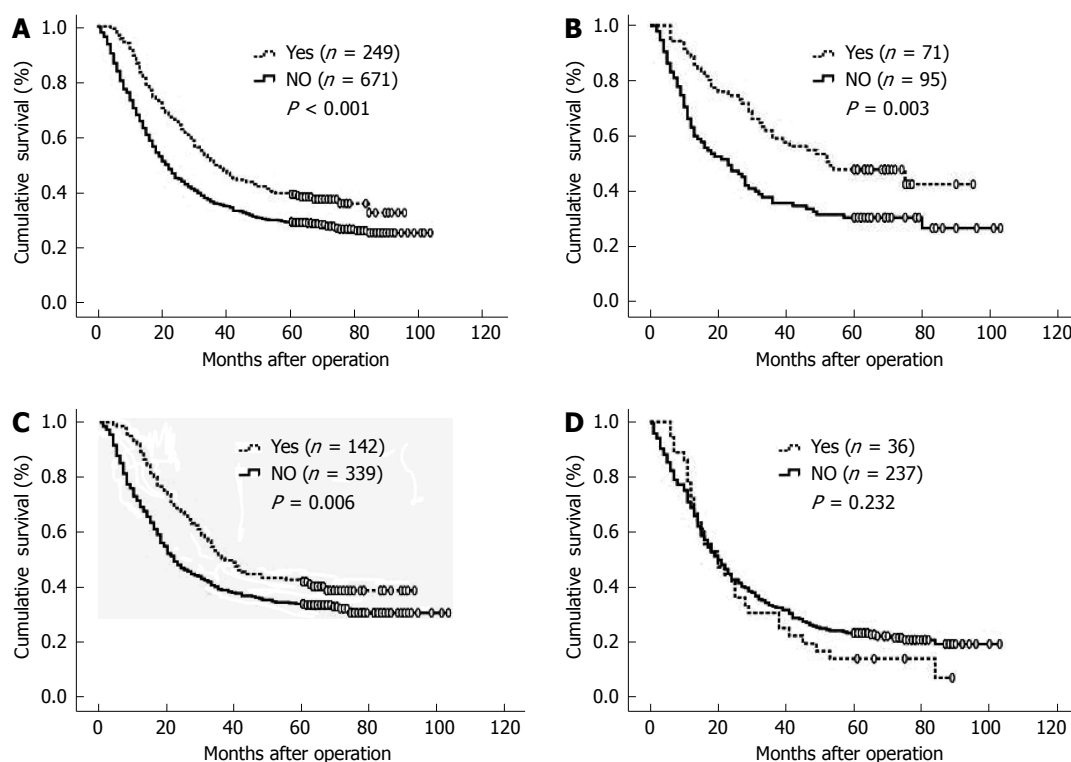 A
Cumulative survival (%)
1.0
0.8
0.6
0.4
0.2
0.0
Yes (n = 249)
NO (n = 671)
P < 0.001
0 20 40 60 80 100 120
Months after operation
B
Cumulative survival (%)
1.0
0.8
0.6
0.4
0.2
0.0
Yes (n = 71)
NO (n = 95)
P = 0.003
0 20 40 60 80 100 120
Months after operation
C
Cumulative survival (%)
1.0
0.8
0.6
0.4
0.2
0.0
Yes (n = 142)
NO (n = 339)
P = 0.006
0 20 40 60 80 100 120
Months after operation
D
Cumulative survival (%)
1.0
0.8
0.6
0.4
0.2
0.0
Yes (n = 36)
NO (n = 237)
P = 0.232
0 20 40 60 80 100 120
Months after operation